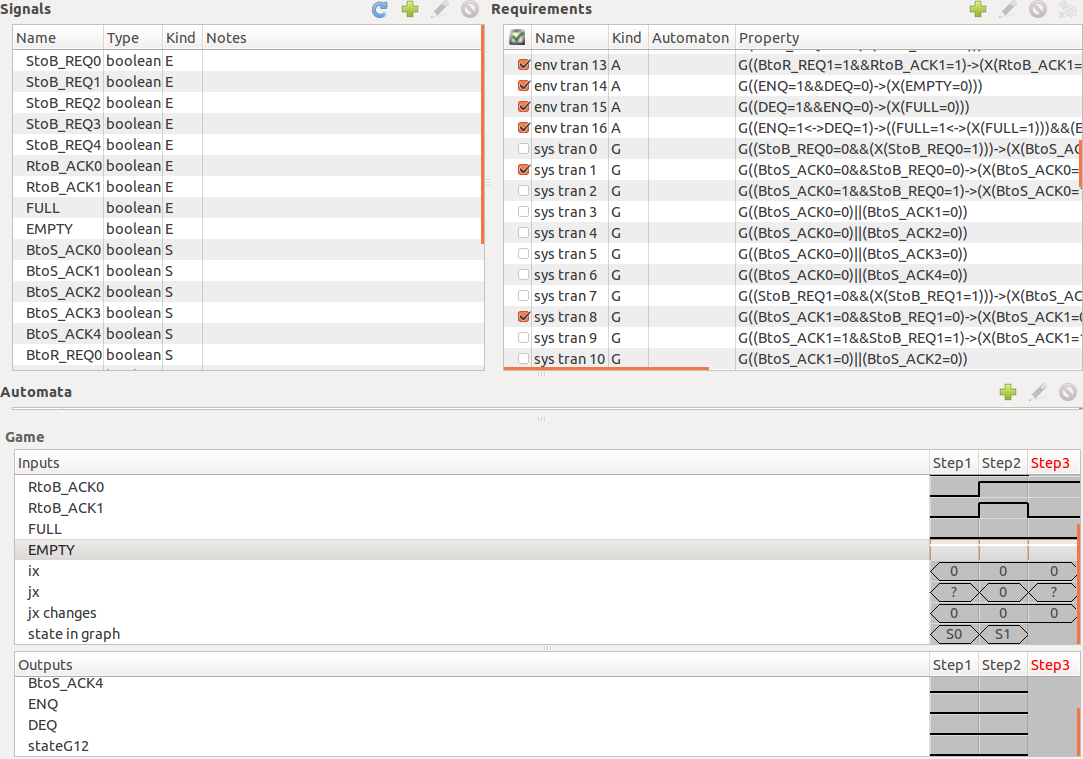 Signals
Name Type Kind Notes
StoB_REQ0 boolean E
StoB_REQ1 boolean E
StoB_REQ2 boolean E
StoB_REQ3 boolean E
StoB_REQ4 boolean E
RtoB_ACK0 boolean E
RtoB_ACK1 boolean E
FULL boolean E
EMPTY boolean E
BtoS_ACK0 boolean S
BtoS_ACK1 boolean S
BtoS_ACK2 boolean S
BtoS_ACK3 boolean S
BtoS_ACK4 boolean S
BtoR_REQ0 boolean S
Requirements
Name Kind Automaton Property
env tran 13 A G((BtoR_REQ1=1&&RtoB_ACK1=1)->(X(RtoB_ACK1=
env tran 14 A G((ENQ=1&&DEQ=0)->(X(EMPTY=0)))
env tran 15 A G((DEQ=1&&ENQ=0)->(X(FULL=0)))
env tran 16 A G((ENQ=1<->DEQ=1)->((FULL=1<->(X(FULL=1)))&&(E
sys tran 0 G G((StoB_REQ0=0&&(X(StoB_REQ0=1)))->(X(BtoS_AC
sys tran 1 G G((BtoS_ACK0=0&&StoB_REQ0=0)->(X(BtoS_ACK0=
sys tran 2 G G((BtoS_ACK0=1&&StoB_REQ0=1)->(X(BtoS_ACK0=
sys tran 3 G G((BtoS_ACK0=0)||(BtoS_ACK1=0))
sys tran 4 G G((BtoS_ACK0=0)||(BtoS_ACK2=0))
sys tran 5 G G((BtoS_ACK0=0)||(BtoS_ACK3=0))
sys tran 6 G G((BtoS_ACK0=0)||(BtoS_ACK4=0))
sys tran 7 G G((StoB_REQ1=0&&(X(StoB_REQ1=1)))->(X(BtoS_AC
sys tran 8 G G((BtoS_ACK1=0&&StoB_REQ1=0)->(X(BtoS_ACK1=0
sys tran 9 G G((BtoS_ACK1=1&&StoB_REQ1=1)->(X(BtoS_ACK1=1
sys tran 10 G G((BtoS_ACK1=0)||(BtoS_ACK2=0))
Automata
Game
Inputs Step1 Step2 Step3
RtoB_ACK0
RtoB_ACK1
FULL
EMPTY
ix 0 0 0
jx ? 0 ?
jx changes 0 0 0
state in graph S0 S1
Outputs Step1 Step2 Step3
BtoS_ACK4
ENQ
DEQ
stateG12